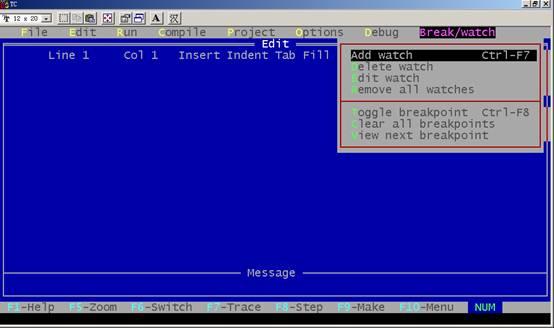 TC
12 x 20
A
File Edit Run Compile Project Options Debug Break/watch
Edit
Line 1 Col 1 Insert Indent Tab Fill
Add watch Ctrl-F7
Delete watch
Edit watch
Remove all watches
Toggle breakpoint Ctrl-F8
Clear all breakpoints
View next breakpoint
Message
F1-Help F5-Zoom F6-Switch F7-Trace F8-Step F9-Make F10-Menu NUM